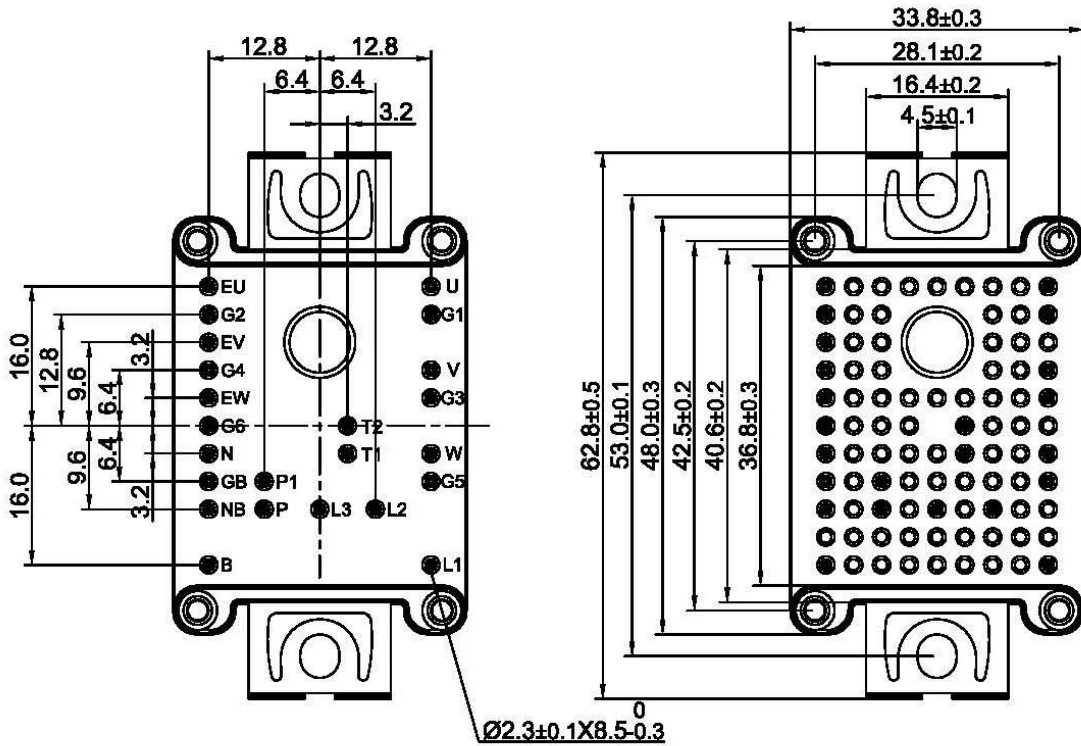 12.8 12.8
6.4 6.4
3.2
33.8±0.3
28.1±0.2
16.4±0.2
4.5±0.1
EU U
G2 G1
EV
G4 V
EW G3
G6 T2
N T1 W
GB P1 G5
NB P L3 L2
B L1
16.0
12.8
9.6
3.2
6.4
6.4
9.6
3.2
16.0
62.8±0.5
53.0±0.1
48.0±0.3
42.5±0.2
40.6±0.2
36.8±0.3
0
Ø2.3±0.1X8.5-0.3